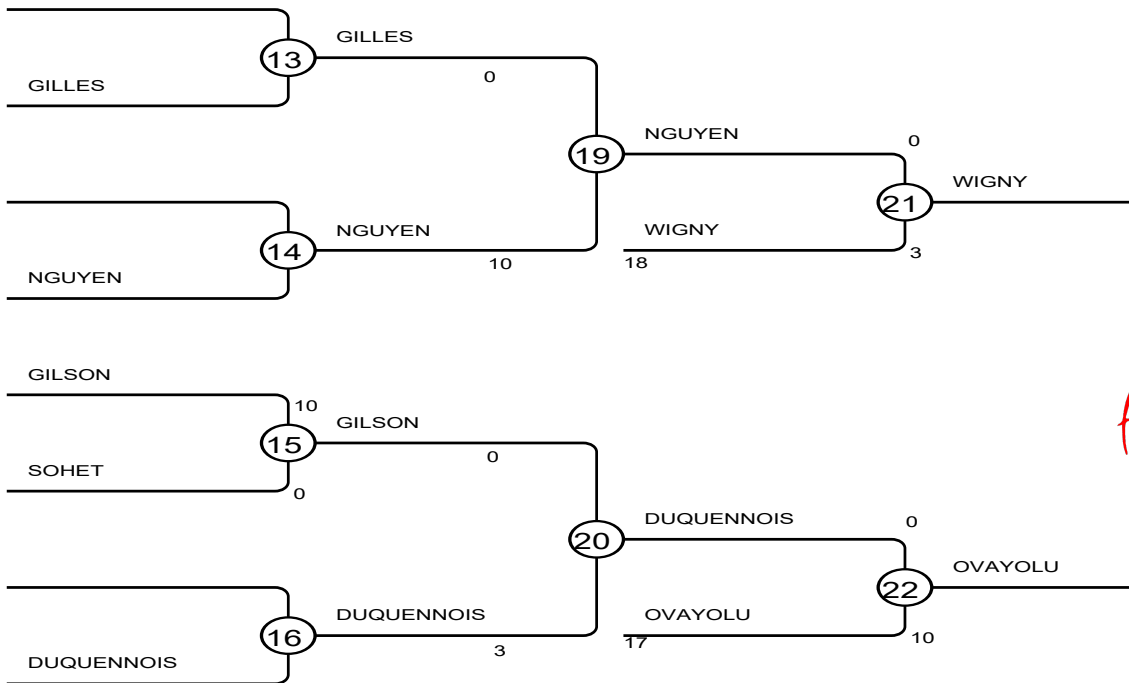 GILLES
13
GILLES
0
NGUYEN
0
19
WIGNY
21
NGUYEN
WIGNY
14
10
18
3
NGUYEN
GILSON
10
GILSON
15
0
SOHET
0
DUQUENNOIS
0
20
OVAYOLU
22
DUQUENNOIS
OVAYOLU
16
3
17
10
DUQUENNOIS